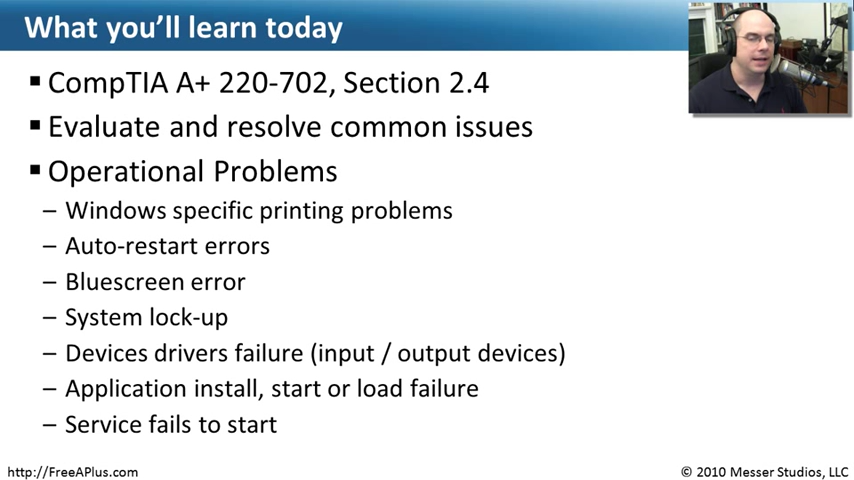 What you'll learn today
▪ CompTIA A+ 220-702, Section 2.4
▪ Evaluate and resolve common issues
▪ Operational Problems
– Windows specific printing problems
– Auto-restart errors
– Bluescreen error
– System lock-up
– Devices drivers failure (input / output devices)
– Application install, start or load failure
– Service fails to start
http://FreeAPlus.com
© 2010 Messer Studios, LLC